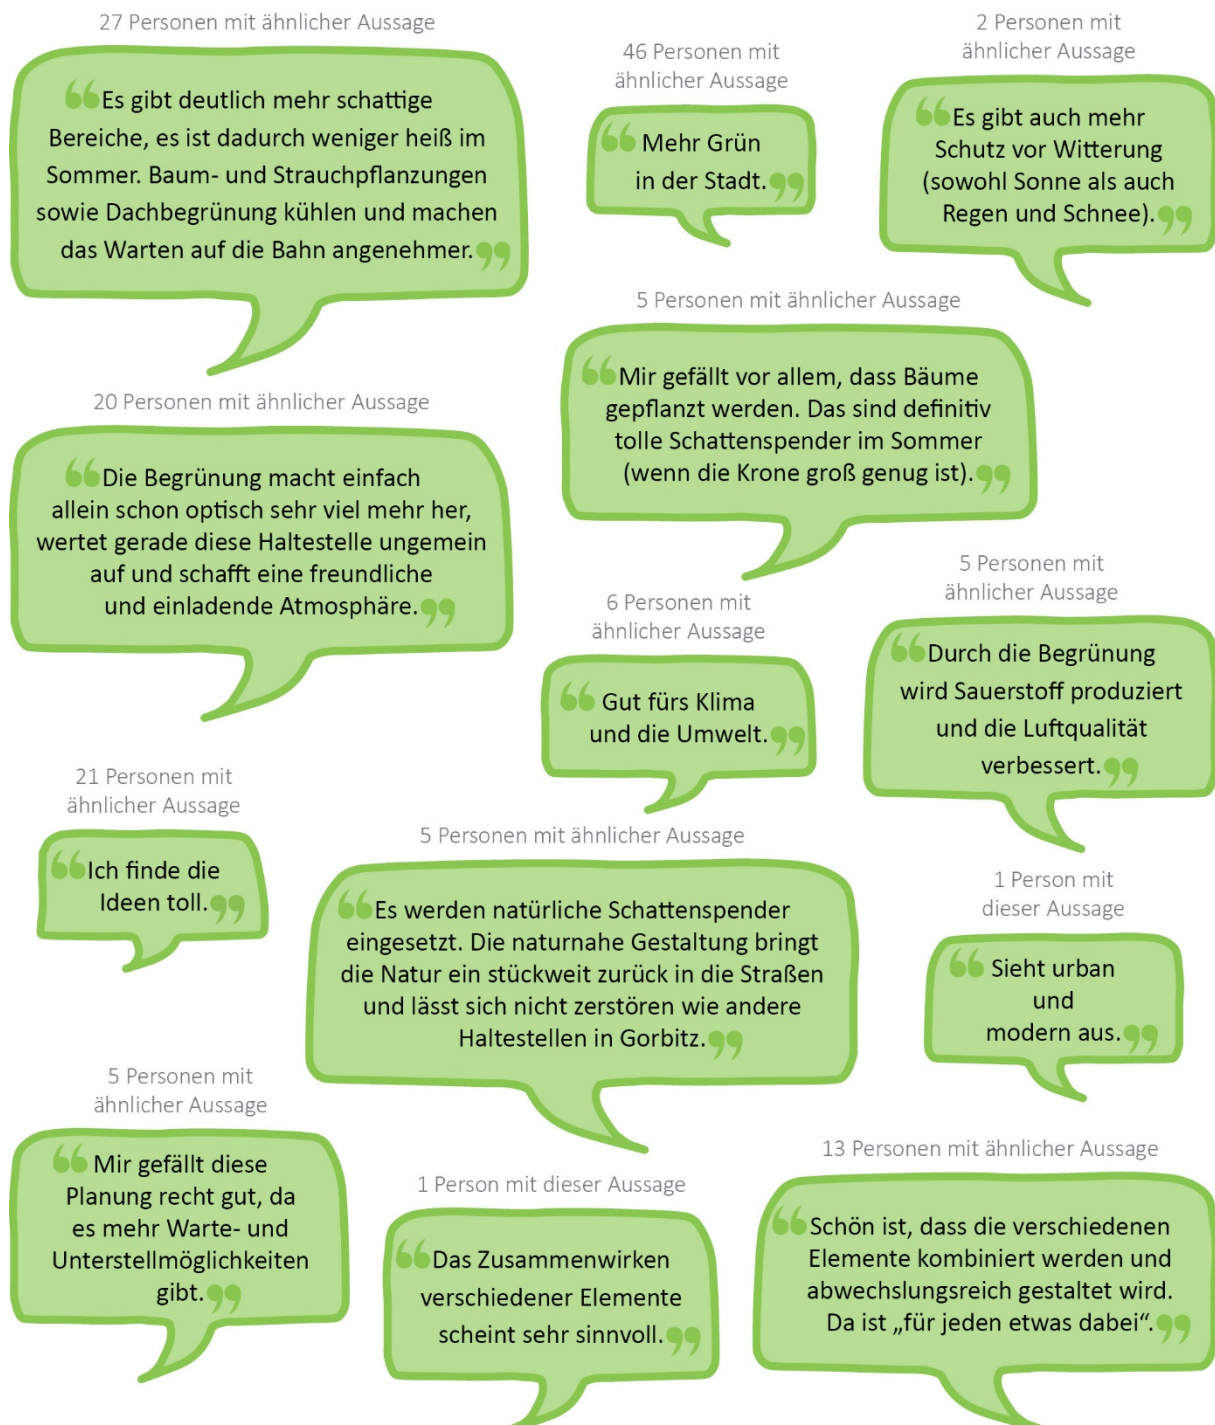 27 Personen mit ähnlicher Aussage
“Es gibt deutlich mehr schattige
Bereiche, es ist dadurch weniger heiß im
Sommer. Baum- und Strauchpflanzungen
sowie Dachbegrünung kühlen und machen
das Warten auf die Bahn angenehmer.”
46 Personen mit
ähnlicher Aussage
“Mehr Grün
in der Stadt.”
2 Personen mit
ähnlicher Aussage
“Es gibt auch mehr
Schutz vor Witterung
(sowohl Sonne als auch
Regen und Schnee).”
5 Personen mit ähnlicher Aussage
“Mir gefällt vor allem, dass Bäume
gepflanzt werden. Das sind definitiv
tolle Schattenspender im Sommer
(wenn die Krone groß genug ist).”
20 Personen mit ähnlicher Aussage
“Die Begrünung macht einfach
allein schon optisch sehr viel mehr her,
wertet gerade diese Haltestelle ungemein
auf und schafft eine freundliche
und einladende Atmosphäre.”
6 Personen mit
ähnlicher Aussage
“Gut fürs Klima
und die Umwelt.”
5 Personen mit
ähnlicher Aussage
“Durch die Begrünung
wird Sauerstoff produziert
und die Luftqualität
verbessert.”
21 Personen mit
ähnlicher Aussage
“Ich finde die
Ideen toll.”
5 Personen mit ähnlicher Aussage
“Es werden natürliche Schattenspender
eingesetzt. Die naturnahe Gestaltung bringt
die Natur ein stückweit zurück in die Straßen
und lässt sich nicht zerstören wie andere
Haltestellen in Gorbitz.”
1 Person mit
dieser Aussage
“Sieht urban
und
modern aus.”
5 Personen mit
ähnlicher Aussage
“Mir gefällt diese
Planung recht gut, da
es mehr Warte- und
Unterstellmöglichkeiten
gibt.”
1 Person mit dieser Aussage
“Das Zusammenwirken
verschiedener Elemente
scheint sehr sinnvoll.”
13 Personen mit ähnlicher Aussage
“Schön ist, dass die verschiedenen
Elemente kombiniert werden und
abwechslungsreich gestaltet wird.
Da ist „für jeden etwas dabei“.”